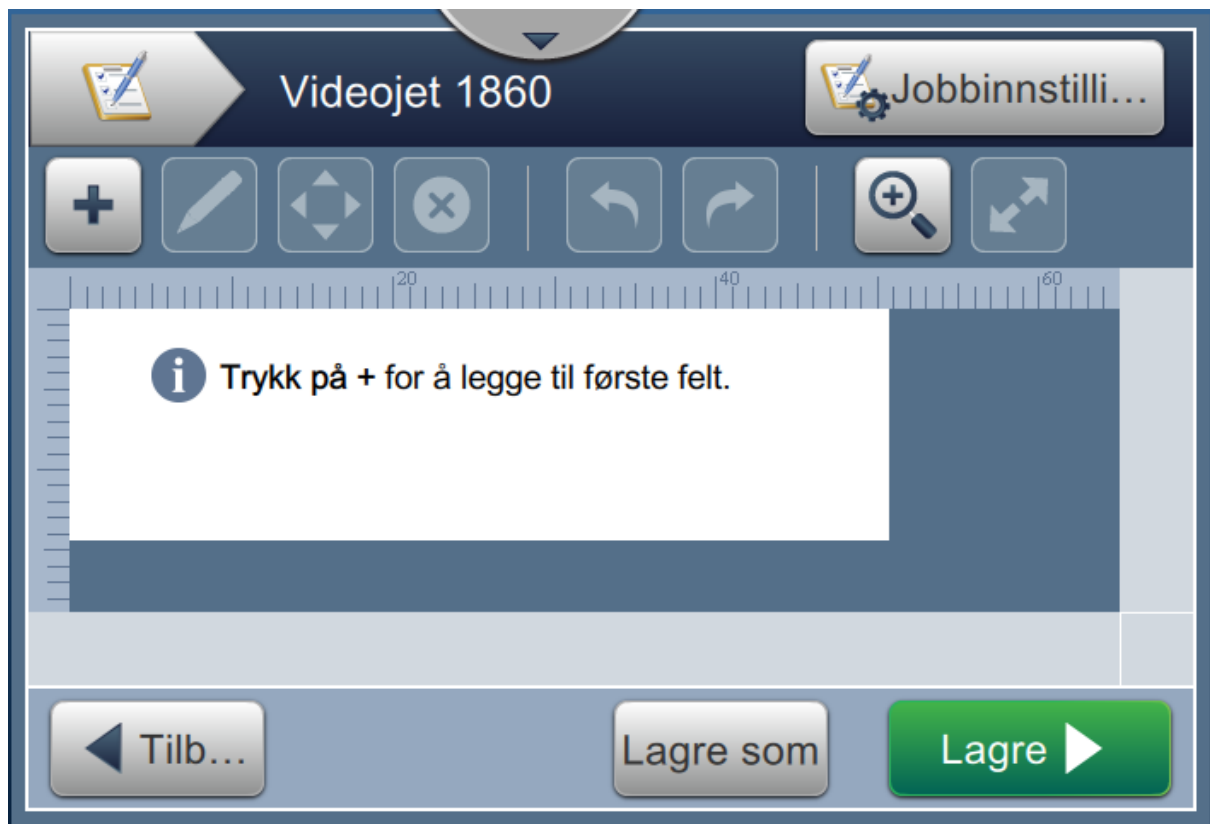 Videojet 1860
Jobbinnstilli...
20 40 60
Trykk på + for å legge til første felt.
Tilb...
Lagre som
Lagre